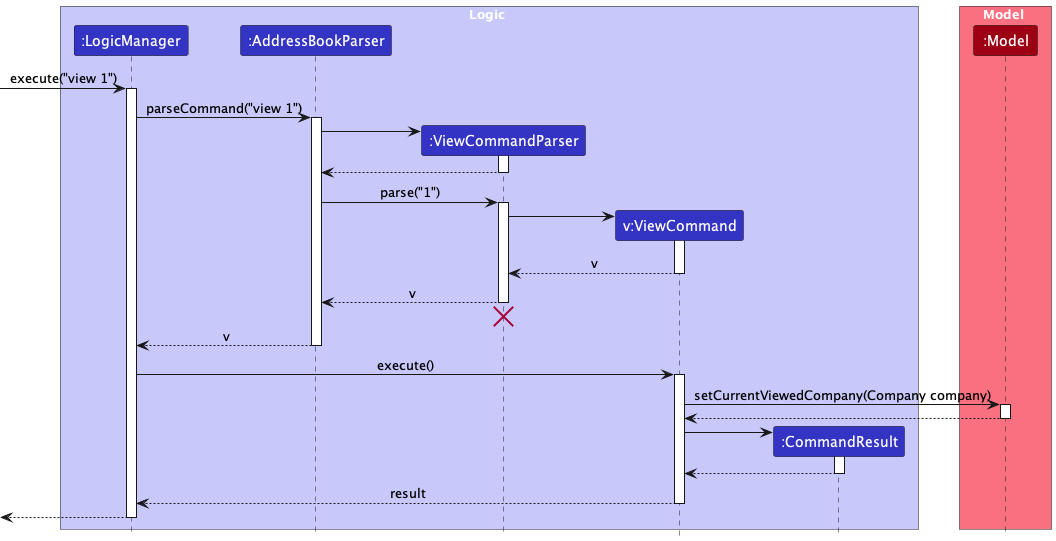 Logic
Model
:LogicManager
:AddressBookParser
:Model
execute("view 1")
parseCommand("view 1")
:ViewCommandParser
parse("1")
v:ViewCommand
v
v
v
execute()
setCurrentViewedCompany(Company company)
:CommandResult
result